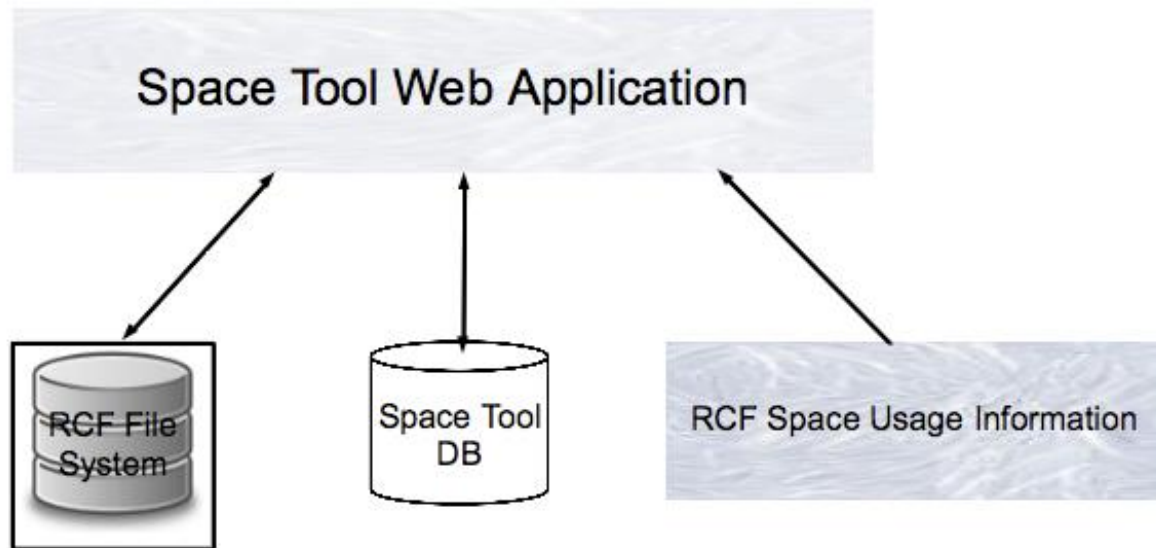 Space Tool Web Application
RCF File
System
Space Tool
DB
RCF Space Usage Information